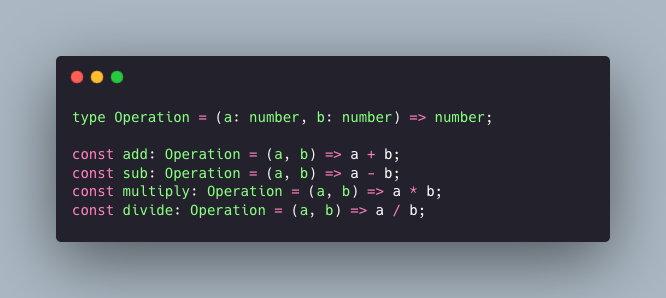 type Operation = (a: number, b: number) => number;
const add: Operation = (a, b) => a + b;
const sub: Operation = (a, b) => a - b;
const multiply: Operation = (a, b) => a * b;
const divide: Operation = (a, b) => a / b;